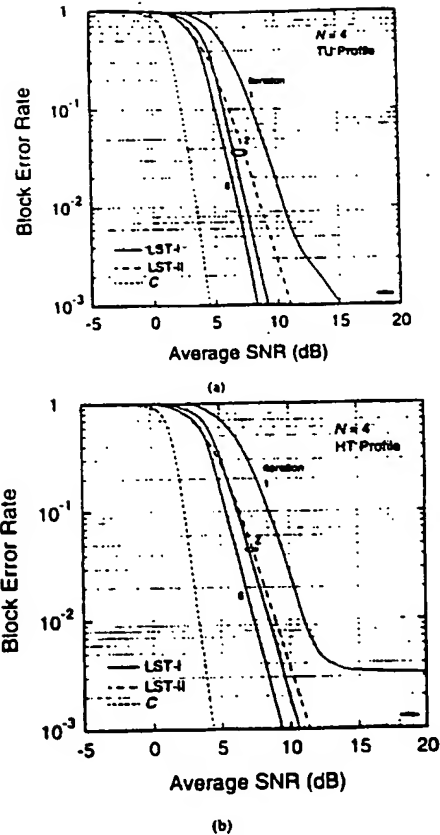 1
10-1
10-2
10-3
Block Error Rate
N = 4
TU Profile
Iteration
1
2
6
LST-I
LST-II
C
-5 0 5 10 15 20
Average SNR (dB)
(a)
1
10-1
10-2
10-3
Block Error Rate
N = 4
HT Profile
Iteration
1
2
6
LST-I
LST-II
C
-5 0 5 10 15 20
Average SNR (dB)
(b)